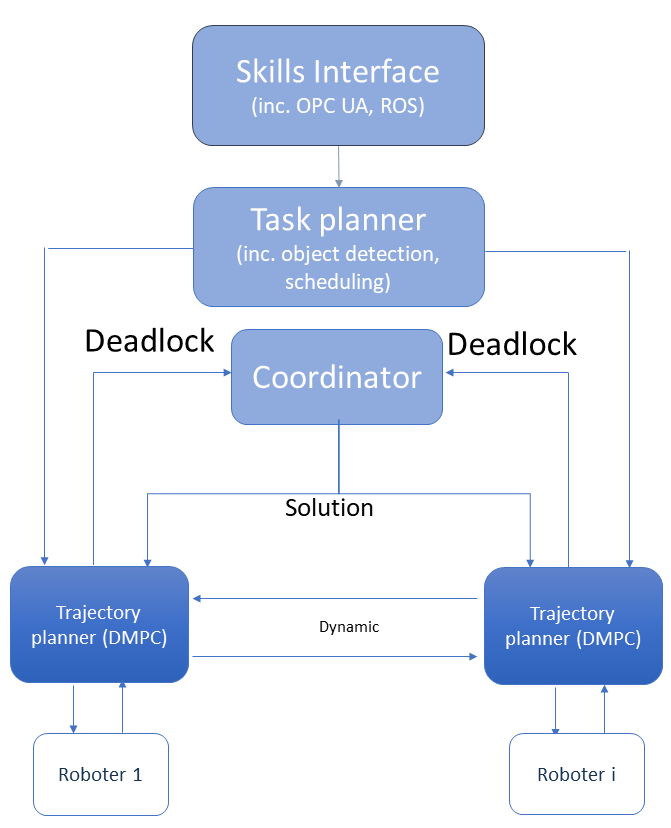 Skills Interface
(inc. OPC UA, ROS)
Task planner
(inc. object detection,
scheduling)
Deadlock
Deadlock
Coordinator
Solution
Trajectory
planner (DMPC)
Trajectory
planner (DMPC)
Dynamic
Roboter 1
Roboter i